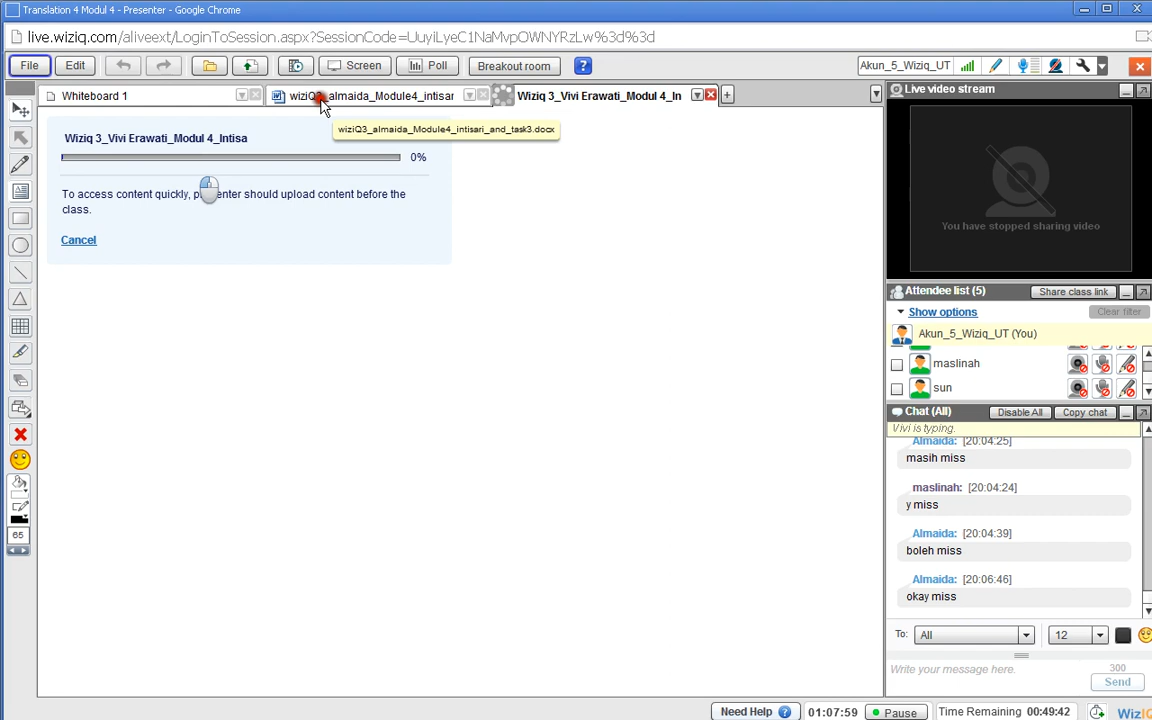 Translation 4 Modul 4 - Presenter - Google Chrome
live.wiziq.com/aliveext/LoginToSession.aspx?SessionCode=UuyiLyeC1NaMvpOWNYRzLw%3d%3d
File Edit Screen Poll Breakout room ? Akun_5_Wiziq_UT
Whiteboard 1 wiziQ3_almaida_Module4_intisar Wiziq 3_Vivi Erawati_Modul 4_In
wiziQ3_almaida_Module4_intisari_and_task3.docx
Wiziq 3_Vivi Erawati_Modul 4_Intisa
0%
To access content quickly, presenter should upload content before the
class.
Cancel
65
Live video stream
You have stopped sharing video
Attendee list (5) Share class link
Show options Clear filter
Akun_5_Wiziq_UT (You)
maslinah
sun
Chat (All) Disable All Copy chat
Vivi is typing.
Almaida: [20:04:25]
masih miss
maslinah: [20:04:24]
y miss
Almaida: [20:04:39]
boleh miss
Almaida: [20:06:46]
okay miss
To: All 12
Write your message here. 300
Send
Need Help ? 01:07:59 Pause Time Remaining 00:49:42 WizIQ